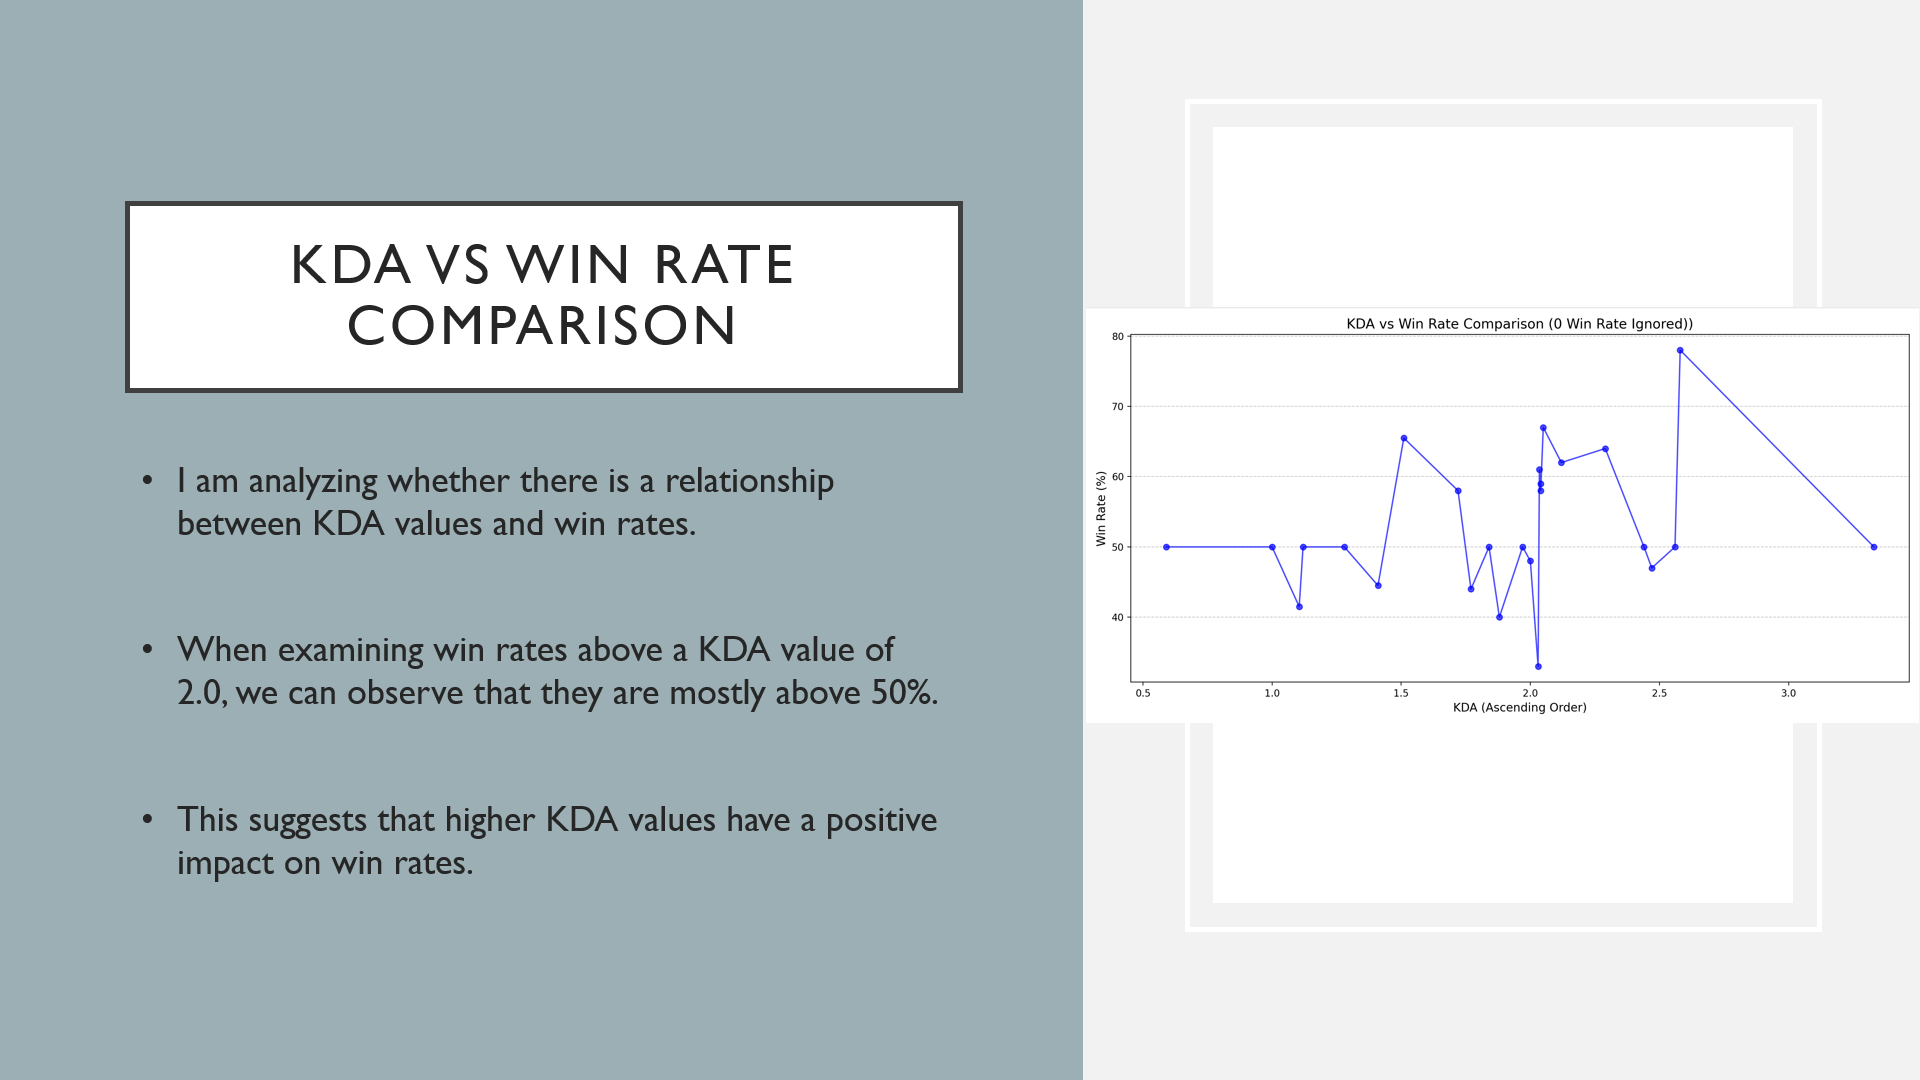 KDA VS WIN RATE
COMPARISON
• I am analyzing whether there is a relationship
between KDA values and win rates.
• When examining win rates above a KDA value of
2.0, we can observe that they are mostly above 50%.
• This suggests that higher KDA values have a positive
impact on win rates.
KDA vs Win Rate Comparison (0 Win Rate Ignored))
Win Rate (%)
80
70
60
50
40
0.5 1.0 1.5 2.0 2.5 3.0
KDA (Ascending Order)